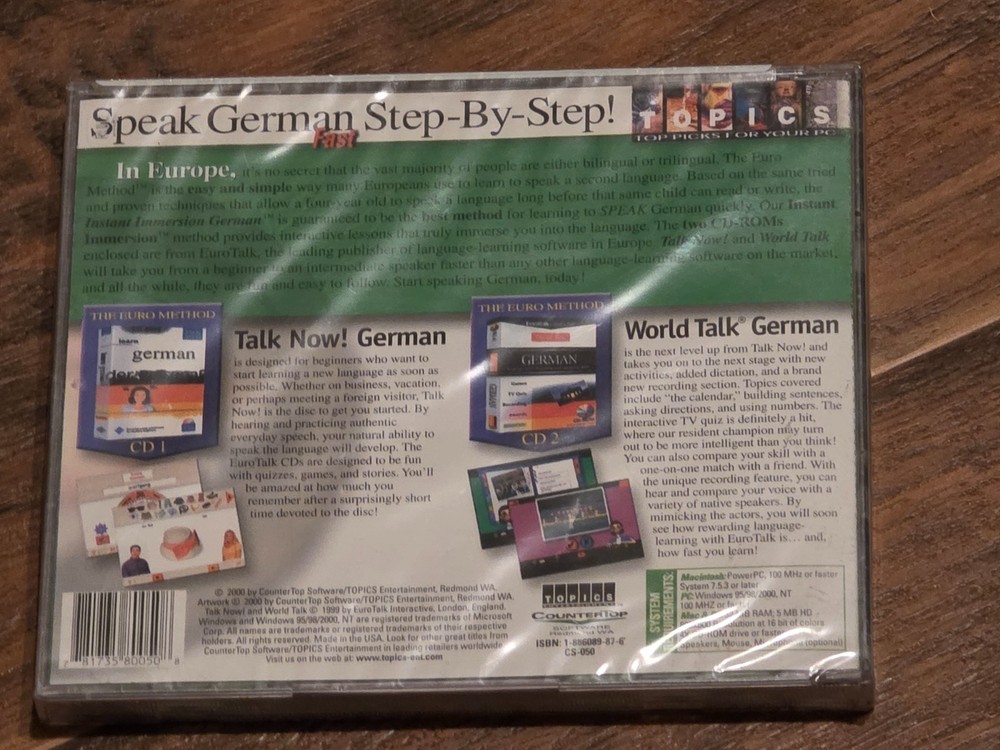 Speak German Step-By-Step!
Fast
TOPICS
TOP PICKS FOR YOUR PC
In Europe, it's no secret that the vast majority of people are either bilingual or trilingual. The Euro
Method™ is the easy and simple way many Europeans use to learn to speak a second language. Based on the same tried
and proven techniques that allow a four-year old to speak a language long before that same child can read or write, the
Instant Immersion German™ is guaranteed to be the best method for learning to SPEAK German quickly. Our Instant
Immersion™ method provides interactive lessons that truly immerse you into the language. The two CD-ROMs
enclosed are from EuroTalk, the leading publisher of language-learning software in Europe. Talk Now! and World Talk
will take you from a beginner to an intermediate speaker faster than any other language-learning software on the market,
and all the while, they are fun and easy to follow. Start speaking German, today!
THE EURO METHOD
learn
german
CD 1
Talk Now! German
is designed for beginners who want to
start learning a new language as soon as
possible. Whether on business, vacation,
or perhaps meeting a foreign visitor, Talk
Now! is the disc to get you started. By
hearing and practicing authentic
everyday speech, your natural ability to
speak the language will develop. The
EuroTalk CDs are designed to be fun
with quizzes, games, and stories. You'll
be amazed at how much you
remember after a surprisingly short
time devoted to the disc!
THE EURO METHOD
GERMAN
Games
TV Quiz
Recording
CD 2
World Talk® German
is the next level up from Talk Now! and
takes you on to the next stage with new
activities, added dictation, and a brand
new recording section. Topics covered
include "the calendar," building sentences,
asking directions, and using numbers. The
interactive TV quiz is definitely a hit,
where our resident champion may turn
out to be more intelligent than you think!
You can also compare your skill with a
one-on-one match with a friend. With
the unique recording feature, you can
hear and compare your voice with a
variety of native speakers. By
mimicking the actors, you will soon
see how rewarding language-
learning with EuroTalk is... and,
how fast you learn!
© 2000 by CounterTop Software/TOPICS Entertainment, Redmond WA.
Artwork © 2000 by CounterTop Software/TOPICS Entertainment, Redmond WA.
Talk Now! and World Talk © 1999 by EuroTalk Interactive, London, England.
Windows and Windows 95/98/2000, NT are registered trademarks of Microsoft
Corp. All names are trademarks or registered trademarks of their respective
holders. All rights reserved. Made in the USA. Look for other great titles from
CounterTop Software/TOPICS Entertainment in leading retailers worldwide.
Visit us on the web at: www.topics-ent.com
7 81735 80050 8
TOPICS
COUNTERTOP
SOFTWARE
Redmond WA
ISBN: 1-886089-87-6
CS-050
SYSTEM
REQUIREMENTS:
Macintosh: PowerPC, 100 MHz or faster
System 7.5.3 or later
PC: Windows 95/98/2000, NT
100 MHZ or
RAM; 5 MB HD
resolution at 16 bit of colors
4x CD-ROM drive or faster
Speakers, Mouse, Microphone (optional)